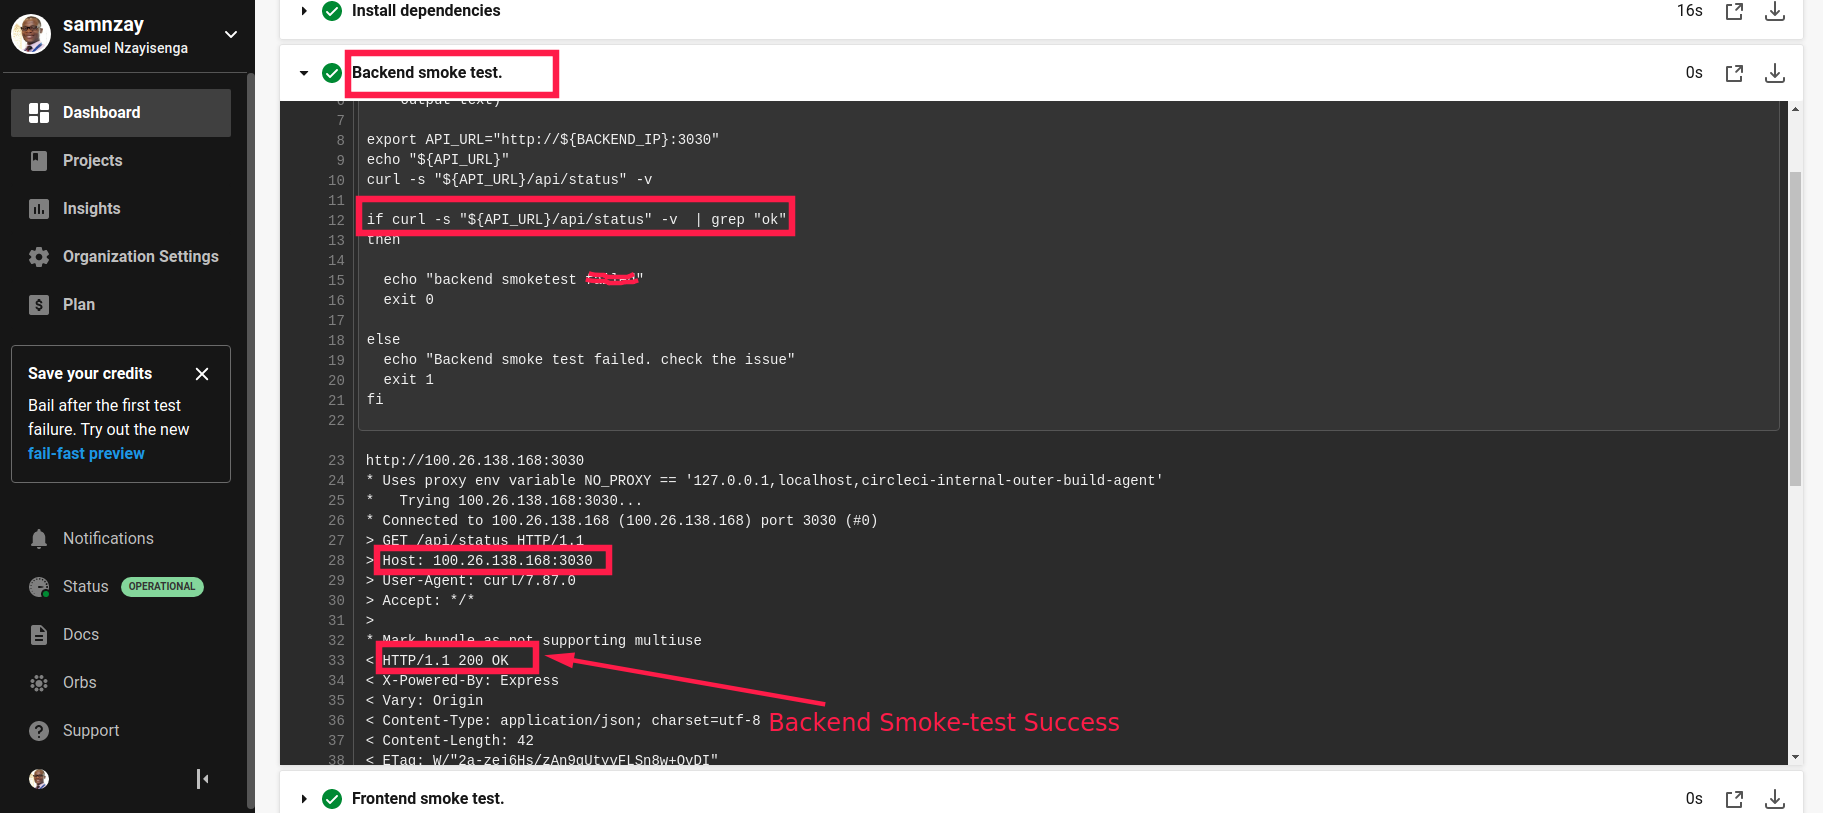 samnzay
Samuel Nzayisenga
Dashboard
Projects
Insights
Organization Settings
Plan
Save your credits
Bail after the first test
failure. Try out the new
fail-fast preview
Notifications
Status OPERATIONAL
Docs
Orbs
Support
Install dependencies 16s
Backend smoke test. 0s
6 output text)
7
8 export API_URL="http://${BACKEND_IP}:3030"
9 echo "${API_URL}"
10 curl -s "${API_URL}/api/status" -v
11
12 if curl -s "${API_URL}/api/status" -v  | grep "ok"
13 then
14
15 echo "backend smoketest "
16 exit 0
17
18 else
19 echo "Backend smoke test failed. check the issue"
20 exit 1
21 fi
22
23 http://100.26.138.168:3030
24 * Uses proxy env variable NO_PROXY == '127.0.0.1,localhost,circleci-internal-outer-build-agent'
25 *   Trying 100.26.138.168:3030...
26 * Connected to 100.26.138.168 (100.26.138.168) port 3030 (#0)
27 > GET /api/status HTTP/1.1
28 > Host: 100.26.138.168:3030
29 > User-Agent: curl/7.87.0
30 > Accept: */*
31 >
32 * Mark bundle as not supporting multiuse
33 < HTTP/1.1 200 OK
34 < X-Powered-By: Express
35 < Vary: Origin
36 < Content-Type: application/json; charset=utf-8
Backend Smoke-test Success
37 < Content-Length: 42
38 < ETag:
Frontend smoke test. 0s